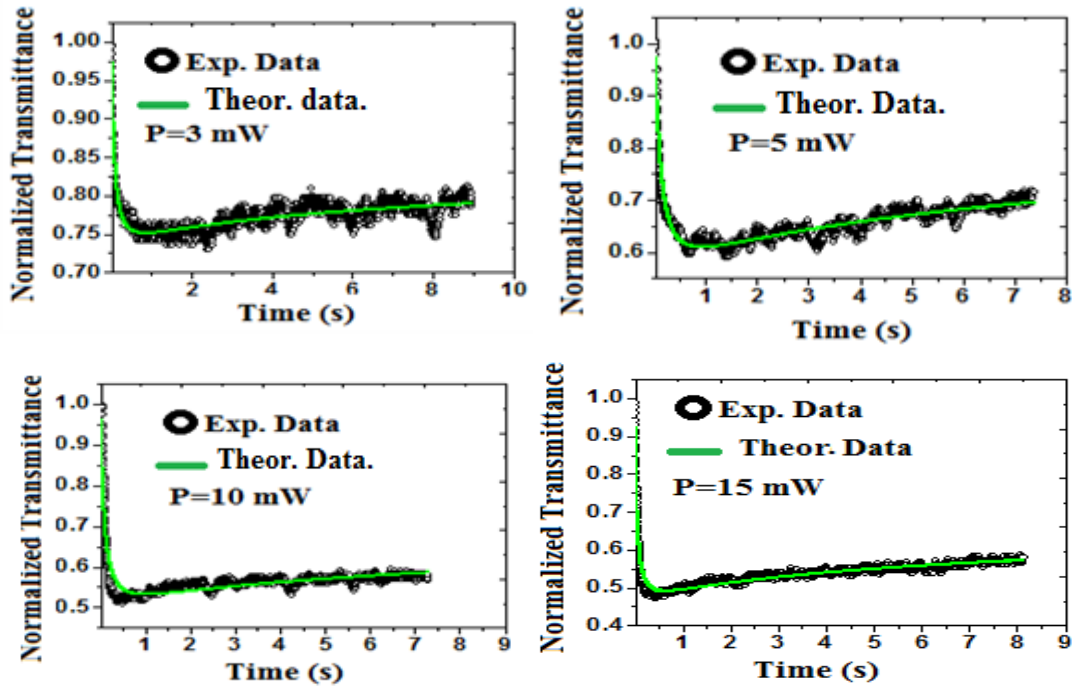 Normalized Transmittance
1.00
0.95
0.90
0.85
0.80
0.75
0.70
Exp. Data
Theor. data.
P=3 mW
2 4 6 8 10
Time (s)
Normalized Transmittance
1.0
0.9
0.8
0.7
0.6
Exp. Data
Theor. Data.
P=5 mW
1 2 3 4 5 6 7 8
Time (s)
Normalized Transmittance
1.0
0.9
0.8
0.7
0.6
0.5
Exp. Data
Theor. Data.
P=10 mW
1 2 3 4 5 6 7 8 9
Time (s)
Normalized Transmittance
1.0
0.9
0.8
0.7
0.6
0.5
0.4
Exp. Data
Theor. Data
P=15 mW
1 2 3 4 5 6 7 8 9
Time (s)